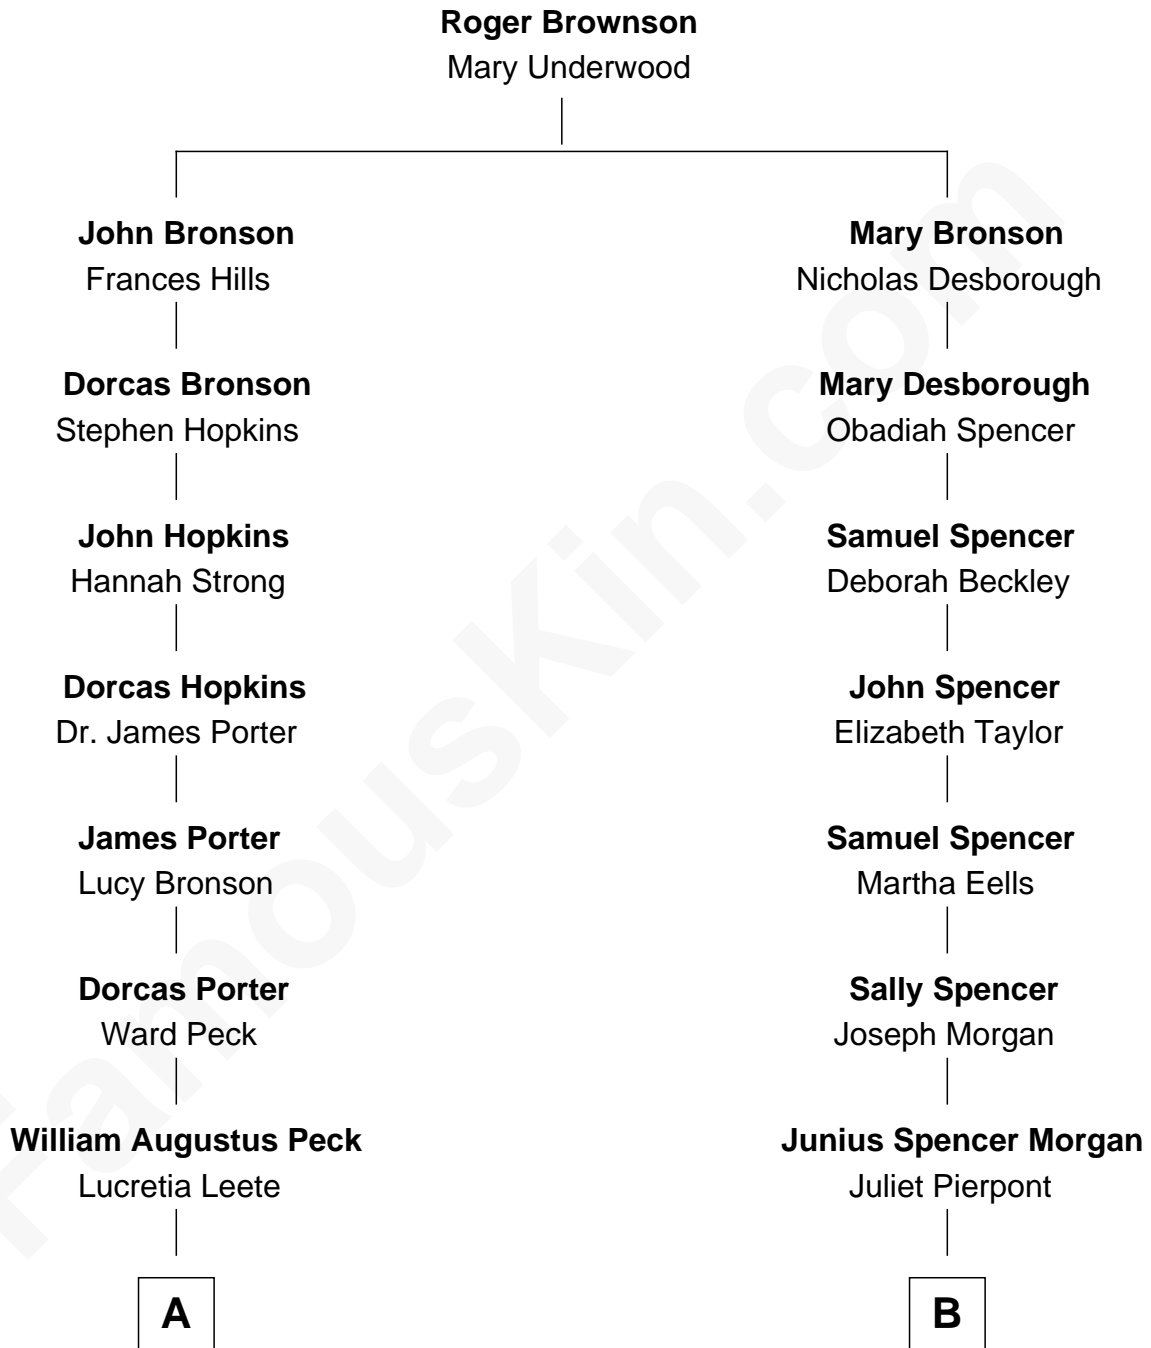 Roger Brownson
Mary Underwood
John Bronson
Frances Hills
Mary Bronson
Nicholas Desborough
Dorcas Bronson
Stephen Hopkins
Mary Desborough
Obadiah Spencer
John Hopkins
Hannah Strong
Samuel Spencer
Deborah Beckley
Dorcas Hopkins
Dr. James Porter
John Spencer
Elizabeth Taylor
James Porter
Lucy Bronson
Samuel Spencer
Martha Eells
Dorcas Porter
Ward Peck
Sally Spencer
Joseph Morgan
William Augustus Peck
Lucretia Leete
Junius Spencer Morgan
Juliet Pierpont
A
B
FamousKin.com